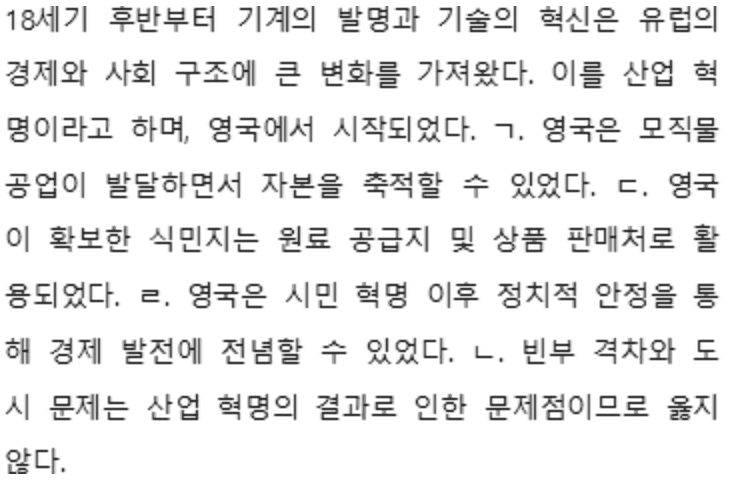 18세기 후반부터 기계의 발명과 기술의 혁신은 유럽의
경제와 사회 구조에 큰 변화를 가져왔다. 이를 산업 혁
명이라고 하며, 영국에서 시작되었다. ㄱ. 영국은 모직물
공업이 발달하면서 자본을 축적할 수 있었다. ㄷ. 영국
이 확보한 식민지는 원료 공급지 및 상품 판매처로 활
용되었다. ㄹ. 영국은 시민 혁명 이후 정치적 안정을 통
해 경제 발전에 전념할 수 있었다. ㄴ. 빈부 격차와 도
시 문제는 산업 혁명의 결과로 인한 문제점이므로 옳지
않다.